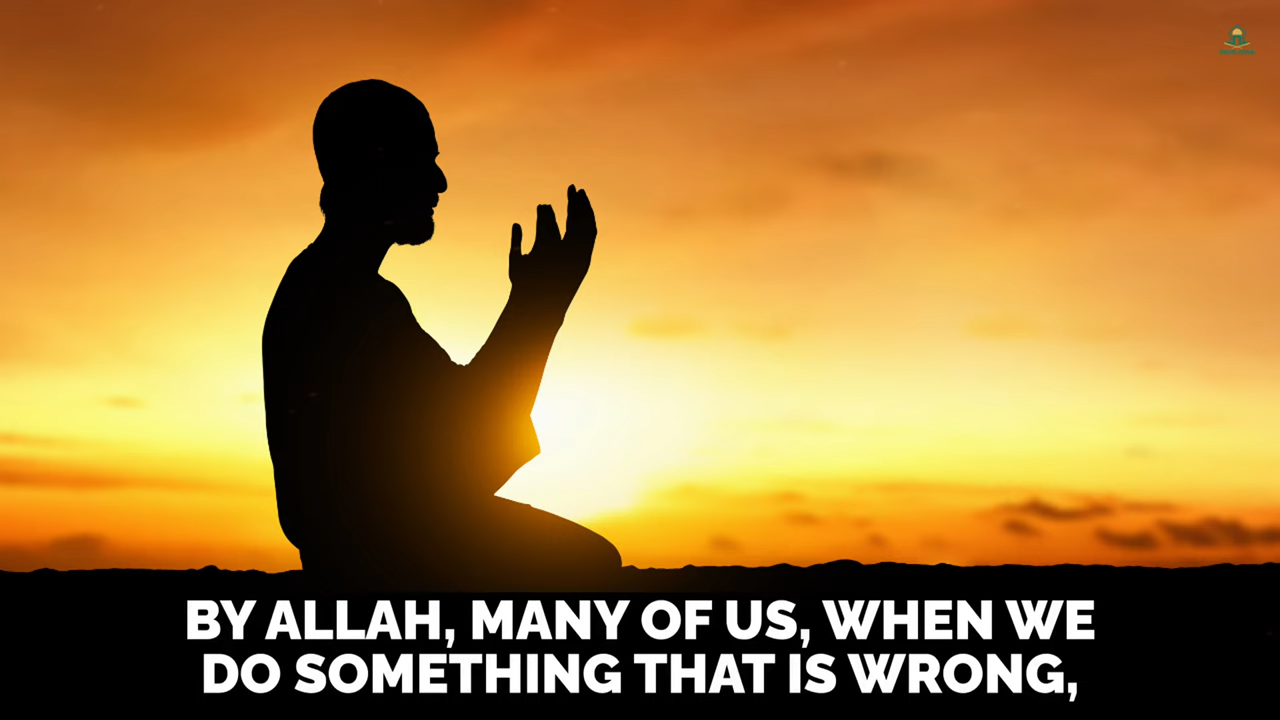 BY ALLAH, MANY OF US, WHEN WE
DO SOMETHING THAT IS WRONG,